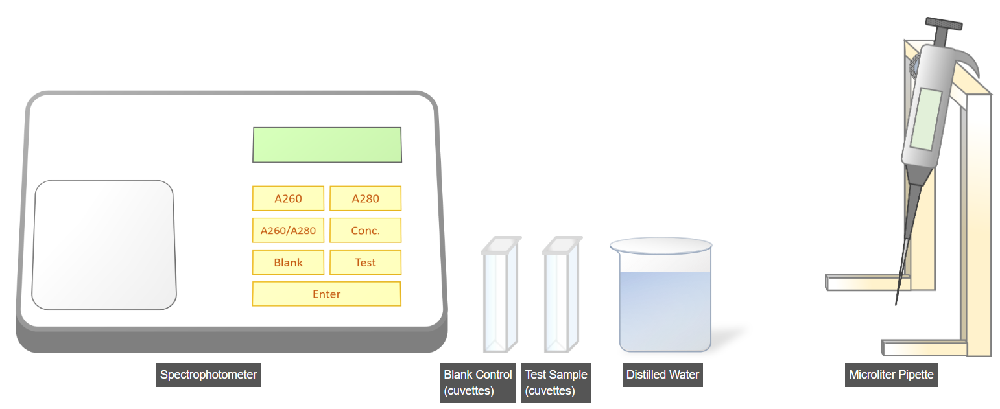 A260
A280
A260/A280
Conc.
Blank
Test
Enter
Spectrophotometer
Blank Control
(cuvettes)
Test Sample
(cuvettes)
Distilled Water
Microliter Pipette